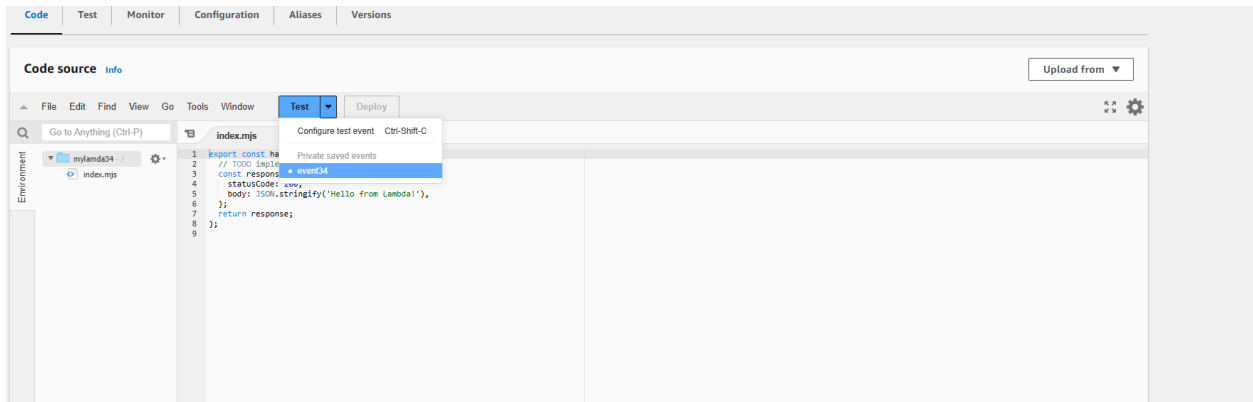 Code Test Monitor Configuration Aliases Versions
Code source Info
Upload from
File Edit Find View Go Tools Window Test Deploy
Go to Anything (Ctrl-P)
index.mjs
Configure test event Ctrl-Shift-C
Private saved events
event34
Environment
mylamda34 /
index.mjs
1 export const ha
2 // TODO imple
3 const respons
4 statusCode: 200,
5 body: JSON.stringify('Hello from Lambda!'),
6 };
7 return response;
8 };
9